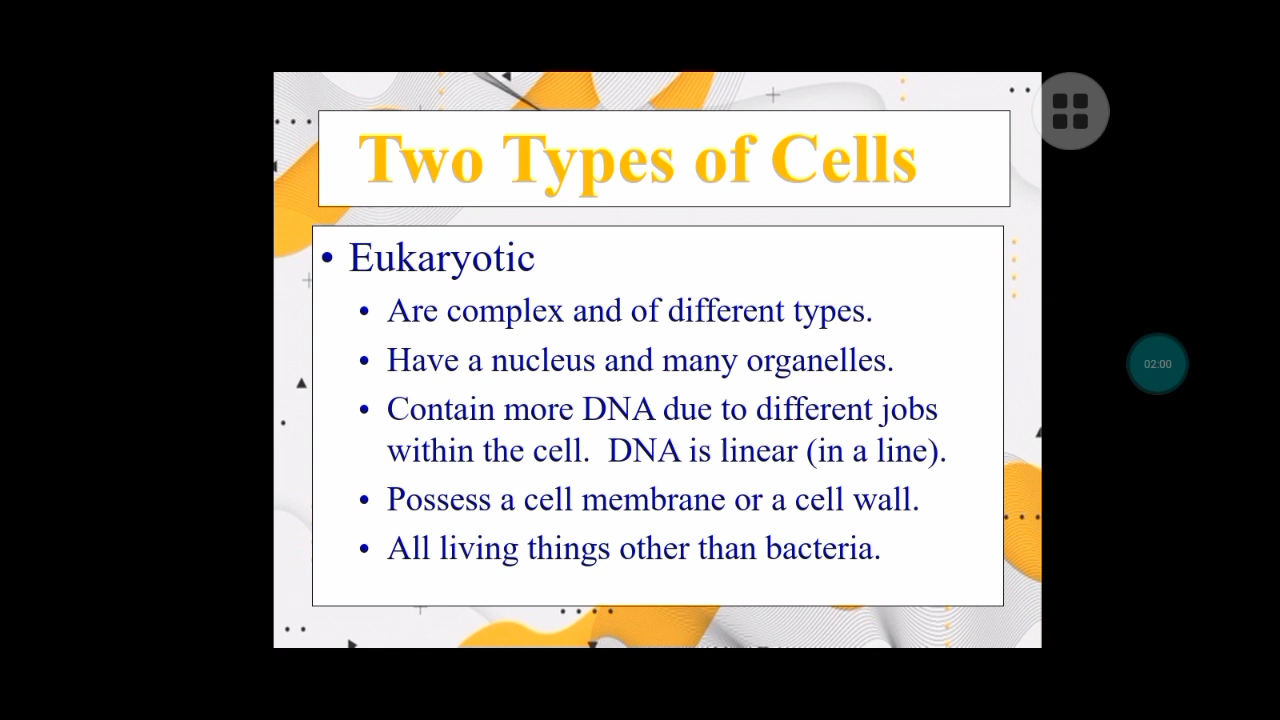 Two Types of Cells
• Eukaryotic
• Are complex and of different types.
• Have a nucleus and many organelles.
• Contain more DNA due to different jobs
within the cell.  DNA is linear (in a line).
• Possess a cell membrane or a cell wall.
• All living things other than bacteria.
02:00